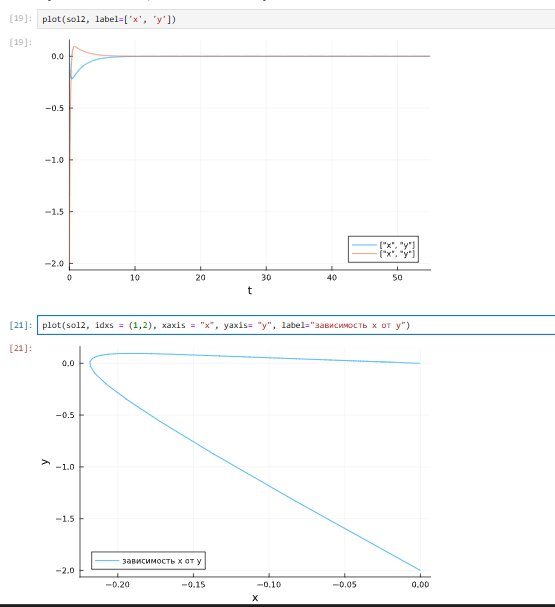 [19]: plot(sol2, label=['x', 'y'])
[19]:
0.0
−0.5
−1.0
−1.5
−2.0
["x", "y"]
["x", "y"]
0 10 20 30 40 50
t
[21]: plot(sol2, idxs = (1,2), xaxis = "x", yaxis= "y", label="зависимость x от y")
[21]:
0.0
−0.5
y
−1.0
−1.5
зависимость x от y
−2.0
−0.20 −0.15 −0.10 −0.05 0.00
x